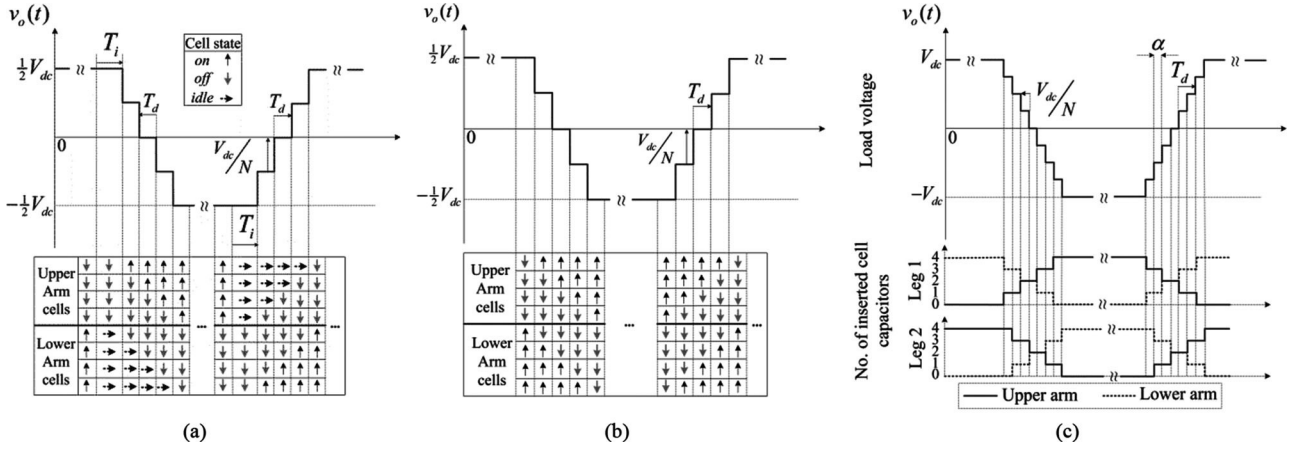 v_o(t)
T_i
Cell state
on ↑
off ↓
idle ⇢
½V_dc
T_d
T_d
0
V_dc/N
-½V_dc
T_i
Upper
Arm
cells
...
...
Lower
Arm
cells
(a)
v_o(t)
½V_dc
T_d
0
V_dc/N
-½V_dc
Upper
Arm
cells
...
...
Lower
Arm
cells
(b)
v_o(t)
α
V_dc
T_d
V_dc/N
0
-V_dc
Load voltage
No. of inserted cell
capacitors
Leg 1
4
3
2
1
0
Leg 2
4
3
2
1
0
Upper arm
Lower arm
(c)